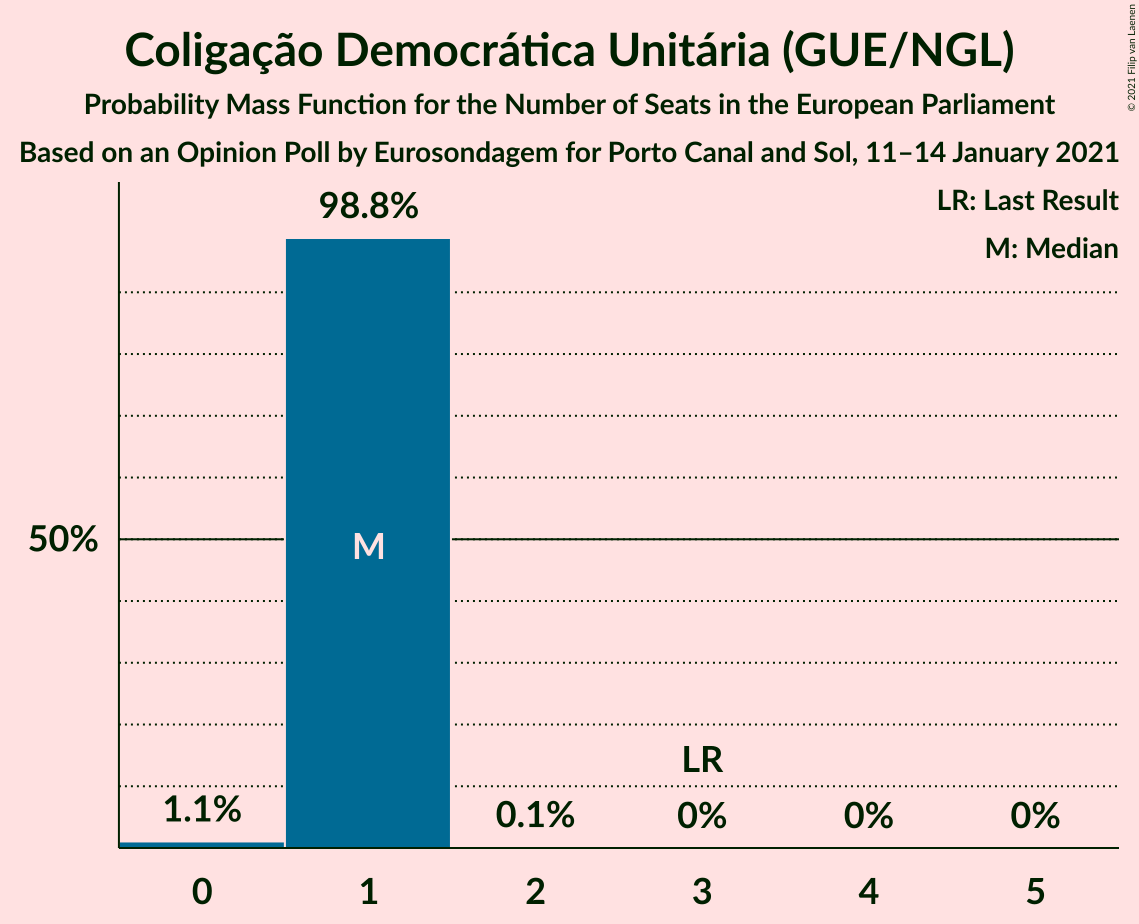 Coligação Democrática Unitária (GUE/NGL)
Probability Mass Function for the Number of Seats in the European Parliament
Based on an Opinion Poll by Eurosondagem for Porto Canal and Sol, 11–14 January 2021
© 2021 Filip van Laenen
LR: Last Result
M: Median
98.8%
50%
M
LR
1.1%
0.1%
0%
0%
0%
0
1
2
3
4
5